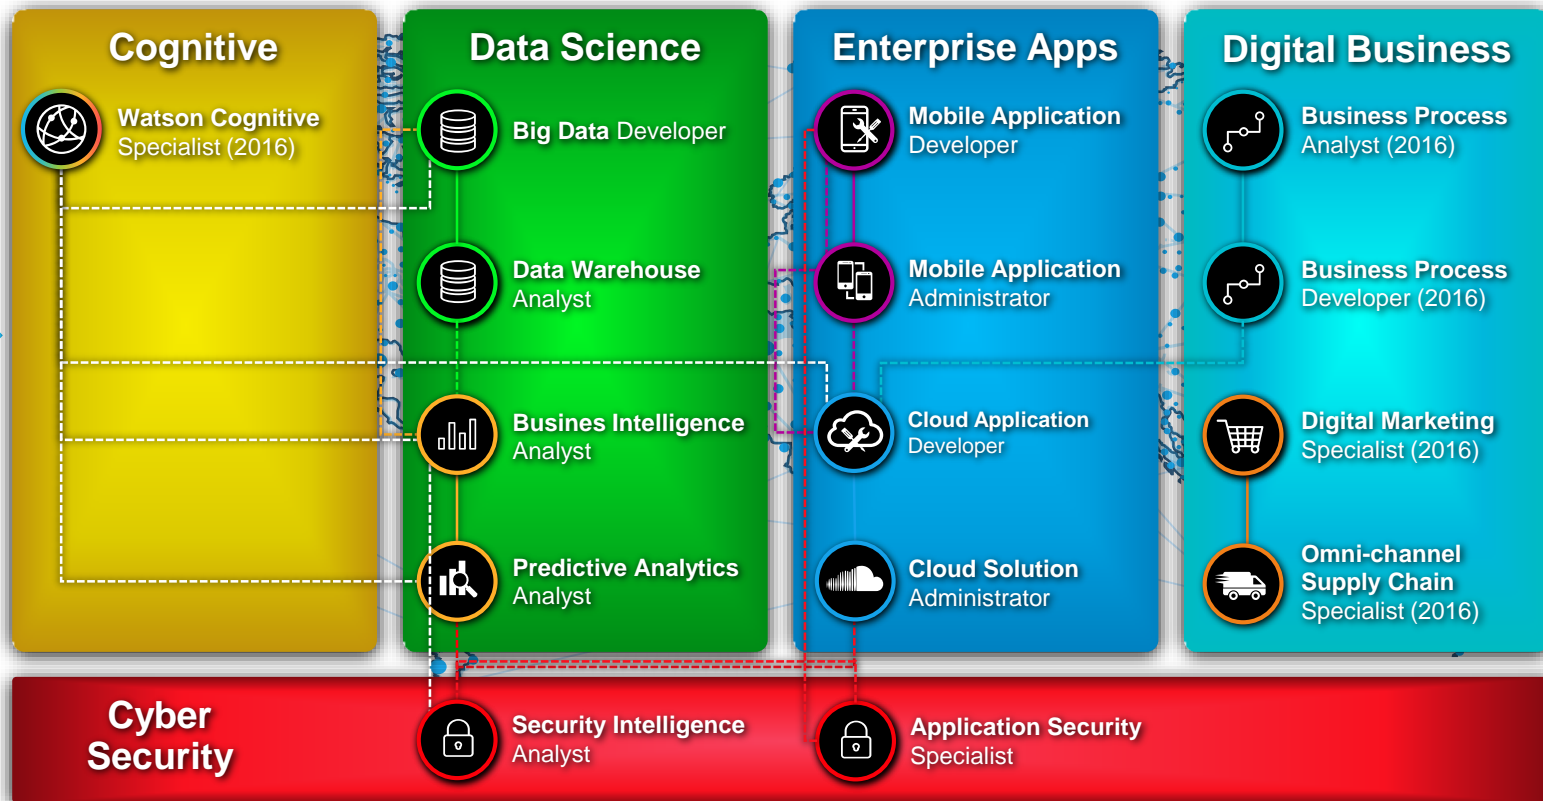 Cognitive
Watson Cognitive
Specialist (2016)
Data Science
Big Data Developer
Data Warehouse
Analyst
Busines Intelligence
Analyst
Predictive Analytics
Analyst
Enterprise Apps
Mobile Application
Developer
Mobile Application
Administrator
Cloud Application
Developer
Cloud Solution
Administrator
Digital Business
Business Process
Analyst (2016)
Business Process
Developer (2016)
Digital Marketing
Specialist (2016)
Omni-channel
Supply Chain
Specialist (2016)
Cyber
Security
Security Intelligence
Analyst
Application Security
Specialist